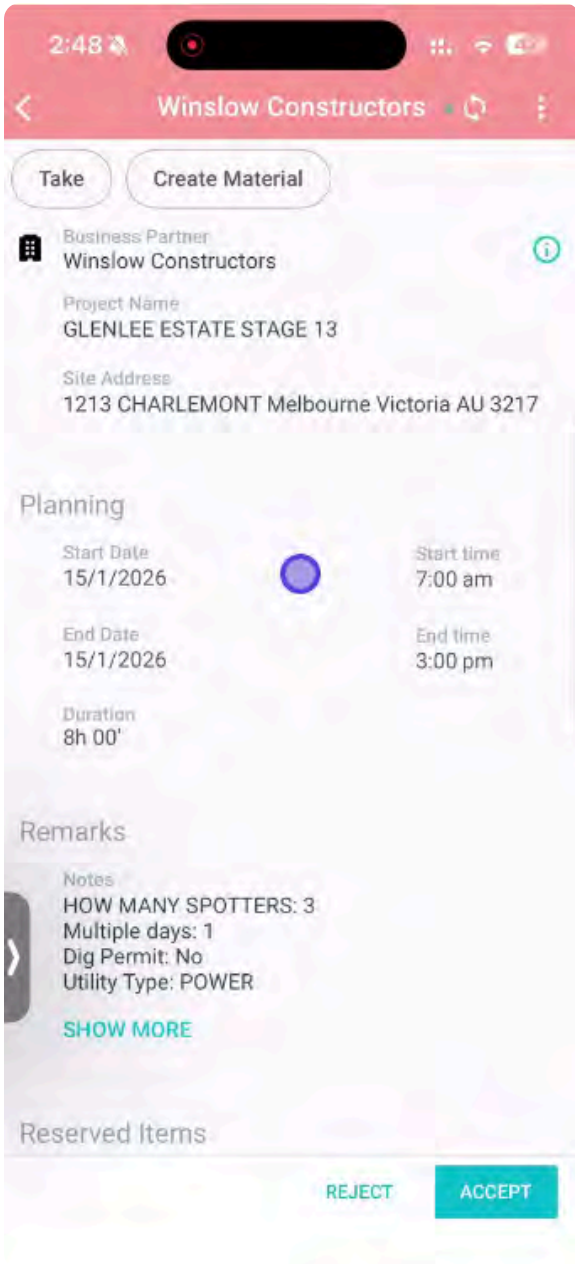 2:48
Winslow Constructors
Take
Create Material
Business Partner
Winslow Constructors
Project Name
GLENLEE ESTATE STAGE 13
Site Address
1213 CHARLEMONT Melbourne Victoria AU 3217
Planning
Start Date
Start time
15/1/2026
7:00 am
End Date
End time
15/1/2026
3:00 pm
Duration
8h 00'
Remarks
Notes
HOW MANY SPOTTERS: 3
Multiple days: 1
Dig Permit: No
Utility Type: POWER
SHOW MORE
Reserved Items
REJECT
ACCEPT